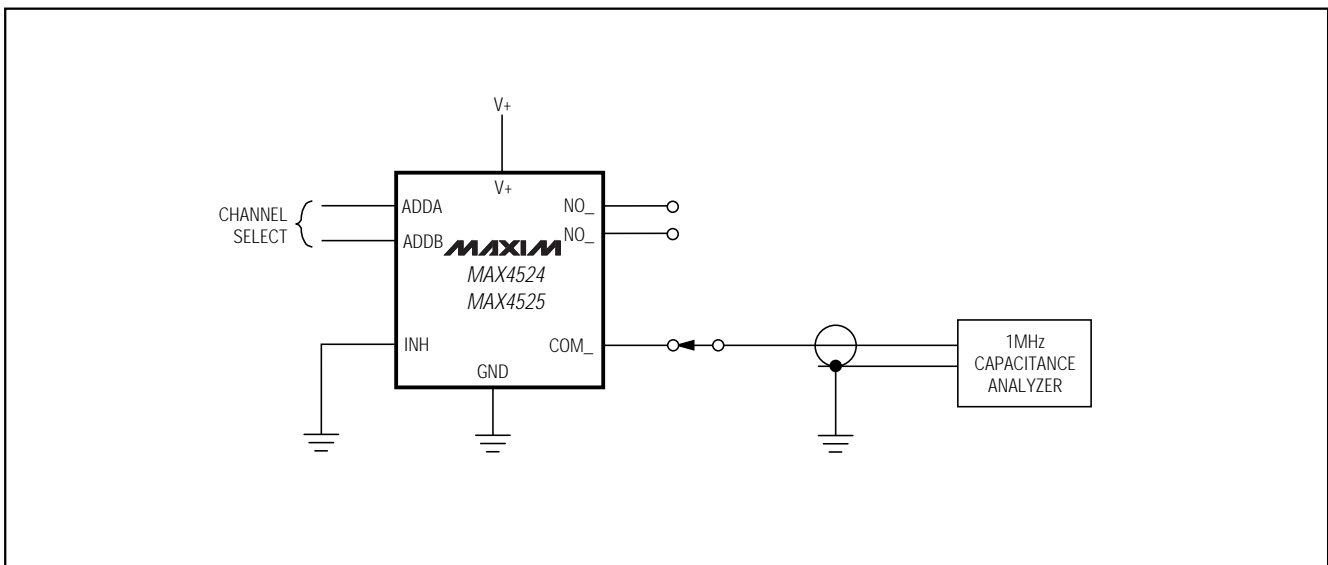 V+
V+
CHANNEL
SELECT
ADDA
ADDB
NO_
NO_
MAXIM
MAX4524
MAX4525
INH
COM_
GND
1MHz
CAPACITANCE
ANALYZER